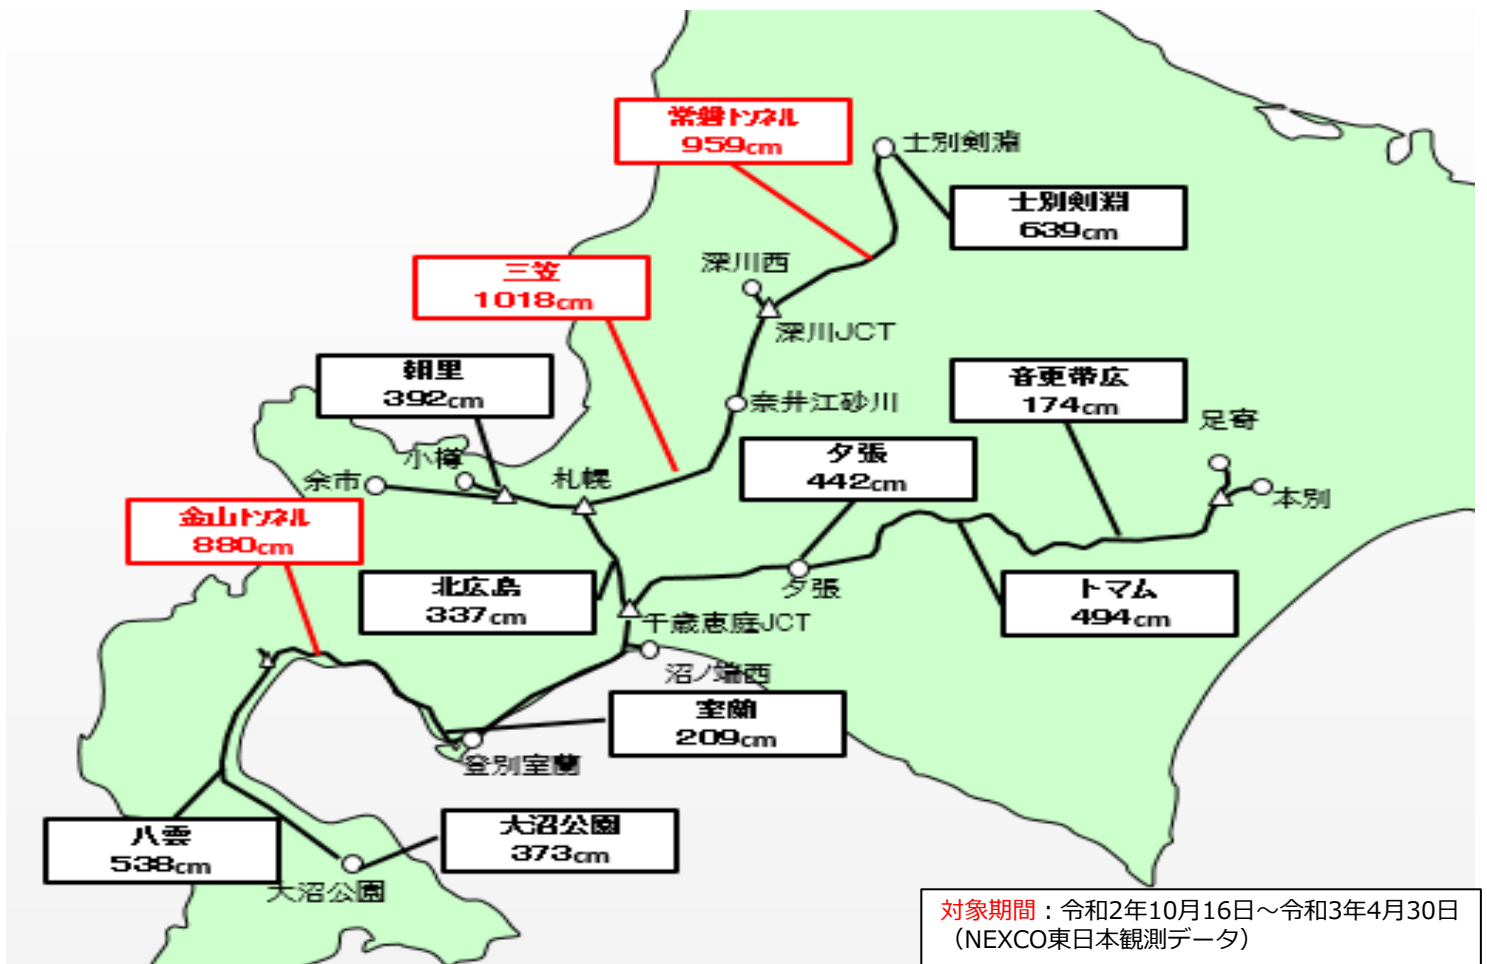 常磐トンネル
959cm
士別剣淵
士別剣淵
639cm
深川西
三笠
1018cm
深川JCT
朝里
392cm
音更帯広
174cm
奈井江砂川
足寄
小樽
夕張
442cm
余市
札幌
本別
金山トンネル
880cm
北広島
337cm
夕張
トマム
494cm
千歳恵庭JCT
沼ノ端西
室蘭
209cm
登別室蘭
八雲
538cm
大沼公園
373cm
大沼公園
対象期間：令和2年10月16日～令和3年4月30日
（NEXCO東日本観測データ）